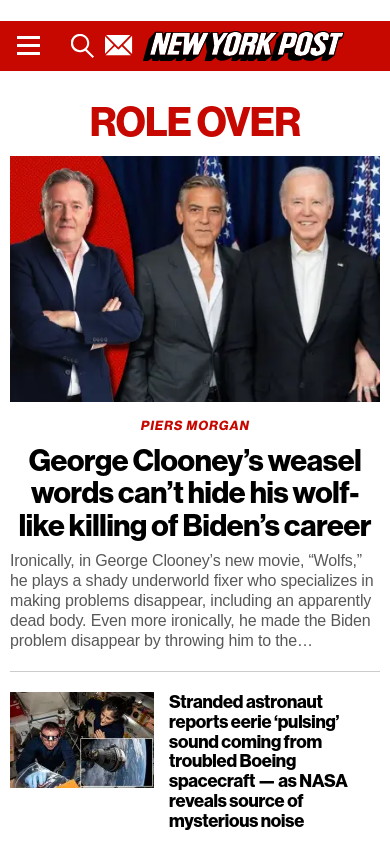 NEW YORK POST
ROLE OVER
PIERS MORGAN
George Clooney’s weasel
words can’t hide his wolf-
like killing of Biden’s career
Ironically, in George Clooney’s new movie, “Wolfs,”
he plays a shady underworld fixer who specializes in
making problems disappear, including an apparently
dead body. Even more ironically, he made the Biden
problem disappear by throwing him to the…
Stranded astronaut
reports eerie ‘pulsing’
sound coming from
troubled Boeing
spacecraft — as NASA
reveals source of
mysterious noise